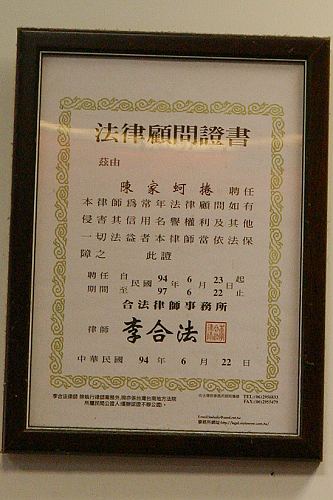 法律顧問證書
茲由
陳家蚵捲 聘任
本律師為常年法律顧問如有
侵害其信用名譽權利及其他
一切法益者本律師當依法保
障之 此證
聘任期間 自至 民國 94 年 6 月 23 日起
97 6 22 止
合法律師事務所
律師 李合法
中華民國 94 年 6 月 22 日